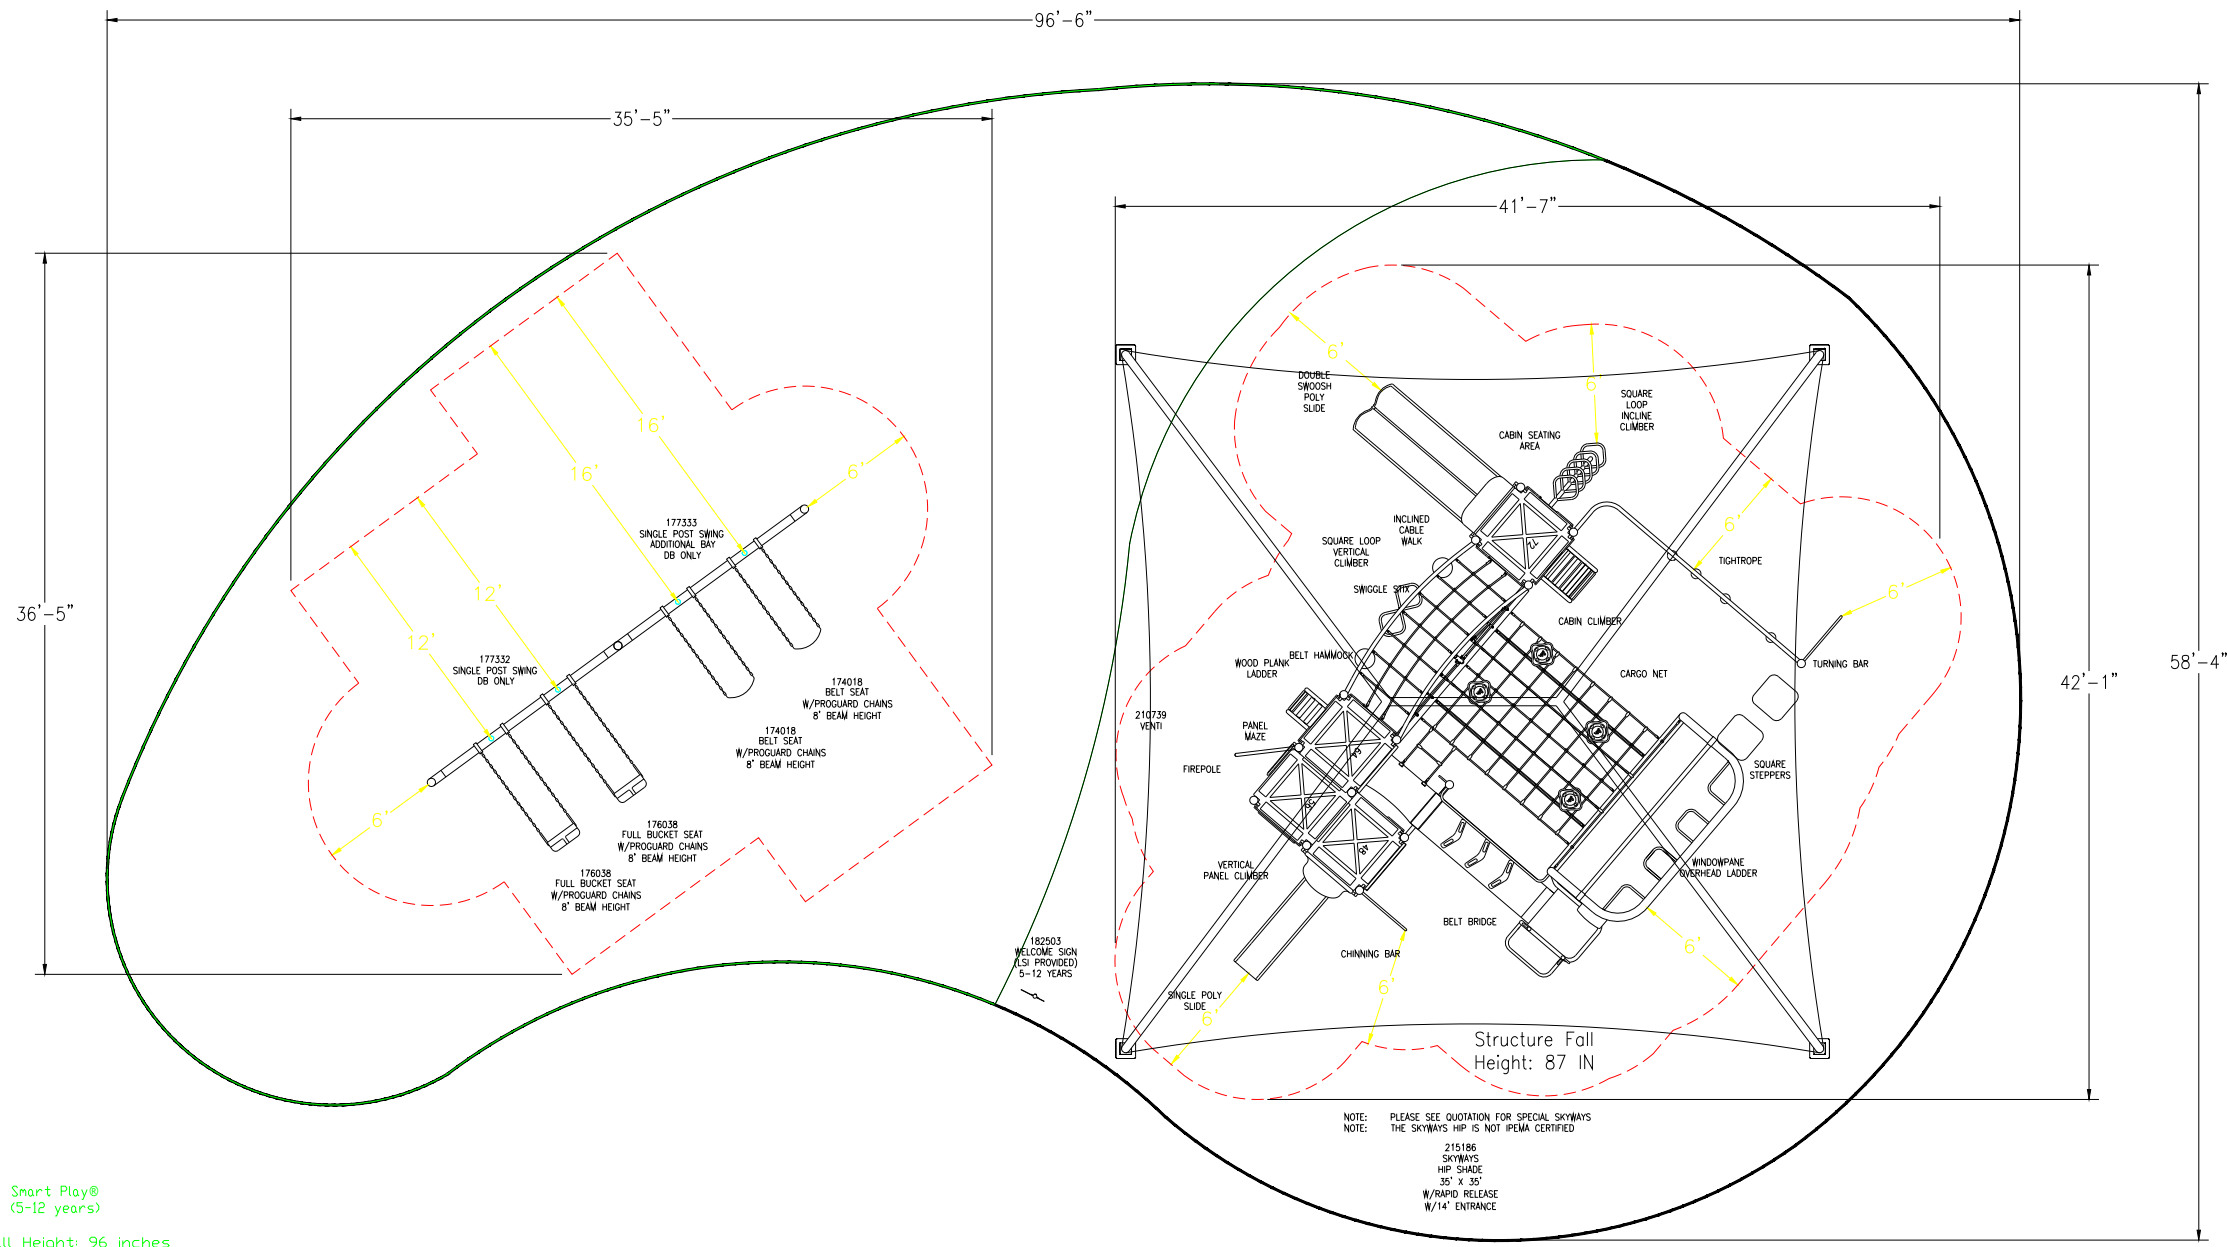 96'-6"
35'-5"
41'-7"
36'-5"
58'-4"
42'-1"
16'
16'
12'
12'
6'
6'
177333
SINGLE POST SWING
ADDITIONAL BAY
DB ONLY
177332
SINGLE POST SWING
DB ONLY
174018
BELT SEAT
W/PROGUARD CHAINS
8' BEAM HEIGHT
174018
BELT SEAT
W/PROGUARD CHAINS
8' BEAM HEIGHT
176038
FULL BUCKET SEAT
W/PROGUARD CHAINS
8' BEAM HEIGHT
176038
FULL BUCKET SEAT
W/PROGUARD CHAINS
8' BEAM HEIGHT
182503
WELCOME SIGN
(LSI PROVIDED)
5-12 YEARS
6'
6'
DOUBLE
SWOOSH
POLY
SLIDE
SQUARE
LOOP
INCLINE
CLIMBER
CABIN SEATING
AREA
72
INCLINED
CABLE
WALK
SQUARE LOOP
VERTICAL
CLIMBER
SWIGGLE STIX
6'
TIGHTROPE
6'
CABIN CLIMBER
BELT HAMMOCK
WOOD PLANK
LADDER
TURNING BAR
CARGO NET
210739
VENTI
PANEL
MAZE
FIREPOLE
64
56
48
SQUARE
STEPPERS
VERTICAL
PANEL CLIMBER
WINDOWPANE
OVERHEAD LADDER
BELT BRIDGE
6'
CHINNING BAR
6'
SINGLE POLY
SLIDE
6'
Structure Fall
Height: 87 IN
NOTE: PLEASE SEE QUOTATION FOR SPECIAL SKYWAYS
NOTE: THE SKYWAYS HIP IS NOT IPEMA CERTIFIED
215186
SKYWAYS
HIP SHADE
35' X 35'
W/RAPID RELEASE
W/14' ENTRANCE
Smart Play®
(5-12 years)
Height: 96 inches